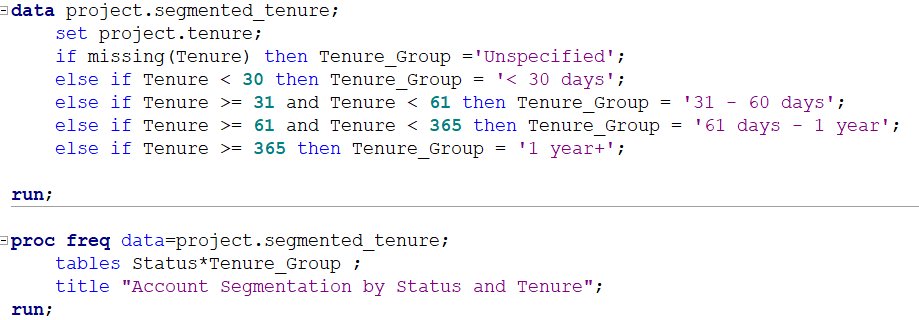 data project.segmented_tenure;
set project.tenure;
if missing(Tenure) then Tenure_Group ='Unspecified';
else if Tenure < 30 then Tenure_Group = '< 30 days';
else if Tenure >= 31 and Tenure < 61 then Tenure_Group = '31 - 60 days';
else if Tenure >= 61 and Tenure < 365 then Tenure_Group = '61 days - 1 year';
else if Tenure >= 365 then Tenure_Group = '1 year+';
run;
proc freq data=project.segmented_tenure;
tables Status*Tenure_Group ;
title "Account Segmentation by Status and Tenure";
run;